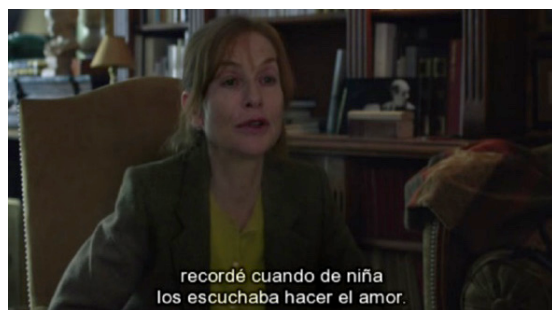 recordé cuando de niña
los escuchaba hacer el amor.